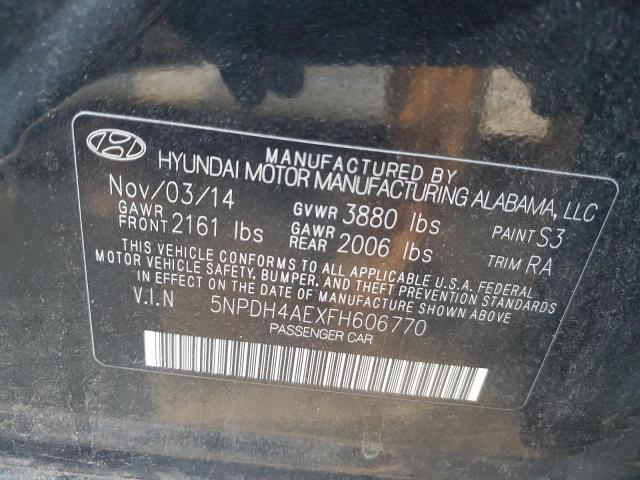 MANUFACTURED BY
HYUNDAI MOTOR MANUFACTURING ALABAMA, LLC
Nov/03/14
GVWR 3880 lbs
PAINT S3
GAWR FRONT 2161 lbs
GAWR REAR 2006 lbs
TRIM RA
THIS VEHICLE CONFORMS TO ALL APPLICABLE U.S.A. FEDERAL
MOTOR VEHICLE SAFETY, BUMPER, AND THEFT PREVENTION STANDARDS
IN EFFECT ON THE DATE OF MANUFACTURE SHOWN ABOVE
V.I.N 5NPDH4AEXFH606770
PASSENGER CAR